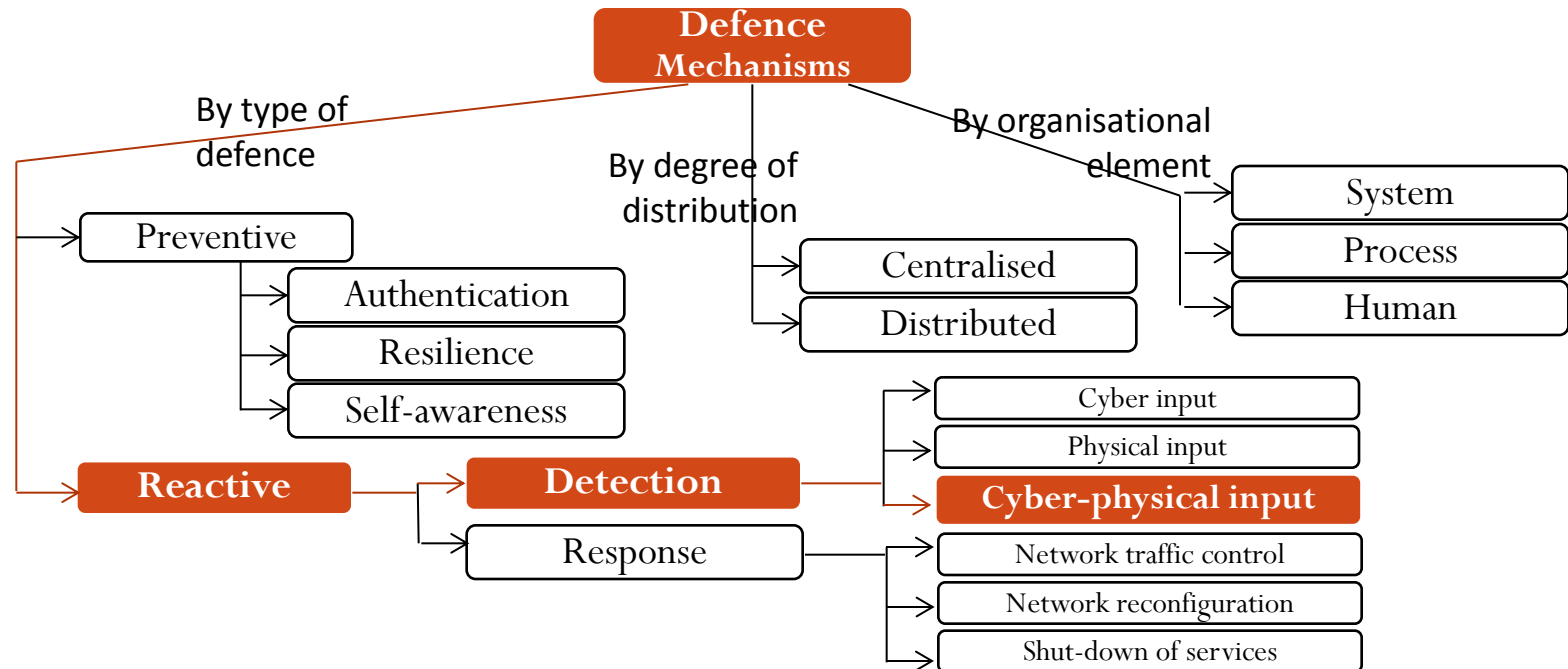 Defence
Mechanisms
By type of
defence
By degree of
distribution
By organisational
element
System
Process
Human
Preventive
Centralised
Distributed
Authentication
Resilience
Self-awareness
Cyber input
Physical input
Reactive
Detection
Cyber-physical input
Response
Network traffic control
Network reconfiguration
Shut-down of services